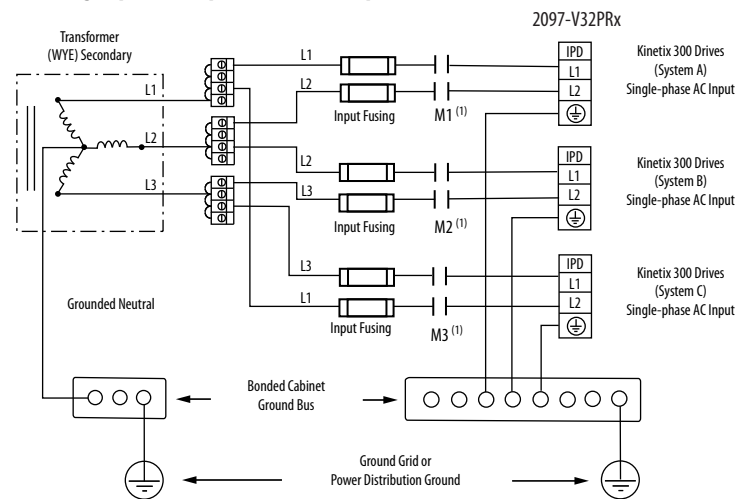 2097-V32PRx
Transformer
(WYE) Secondary
L1
L2
L3
L1
L2
Input Fusing
M1 (1)
IPD
L1
L2
Kinetix 300 Drives
(System A)
Single-phase AC Input
L2
L3
Input Fusing
M2 (1)
IPD
L1
L2
Kinetix 300 Drives
(System B)
Single-phase AC Input
L3
L1
Input Fusing
M3 (1)
IPD
L1
L2
Kinetix 300 Drives
(System C)
Single-phase AC Input
Grounded Neutral
Bonded Cabinet
Ground Bus
Ground Grid or
Power Distribution Ground